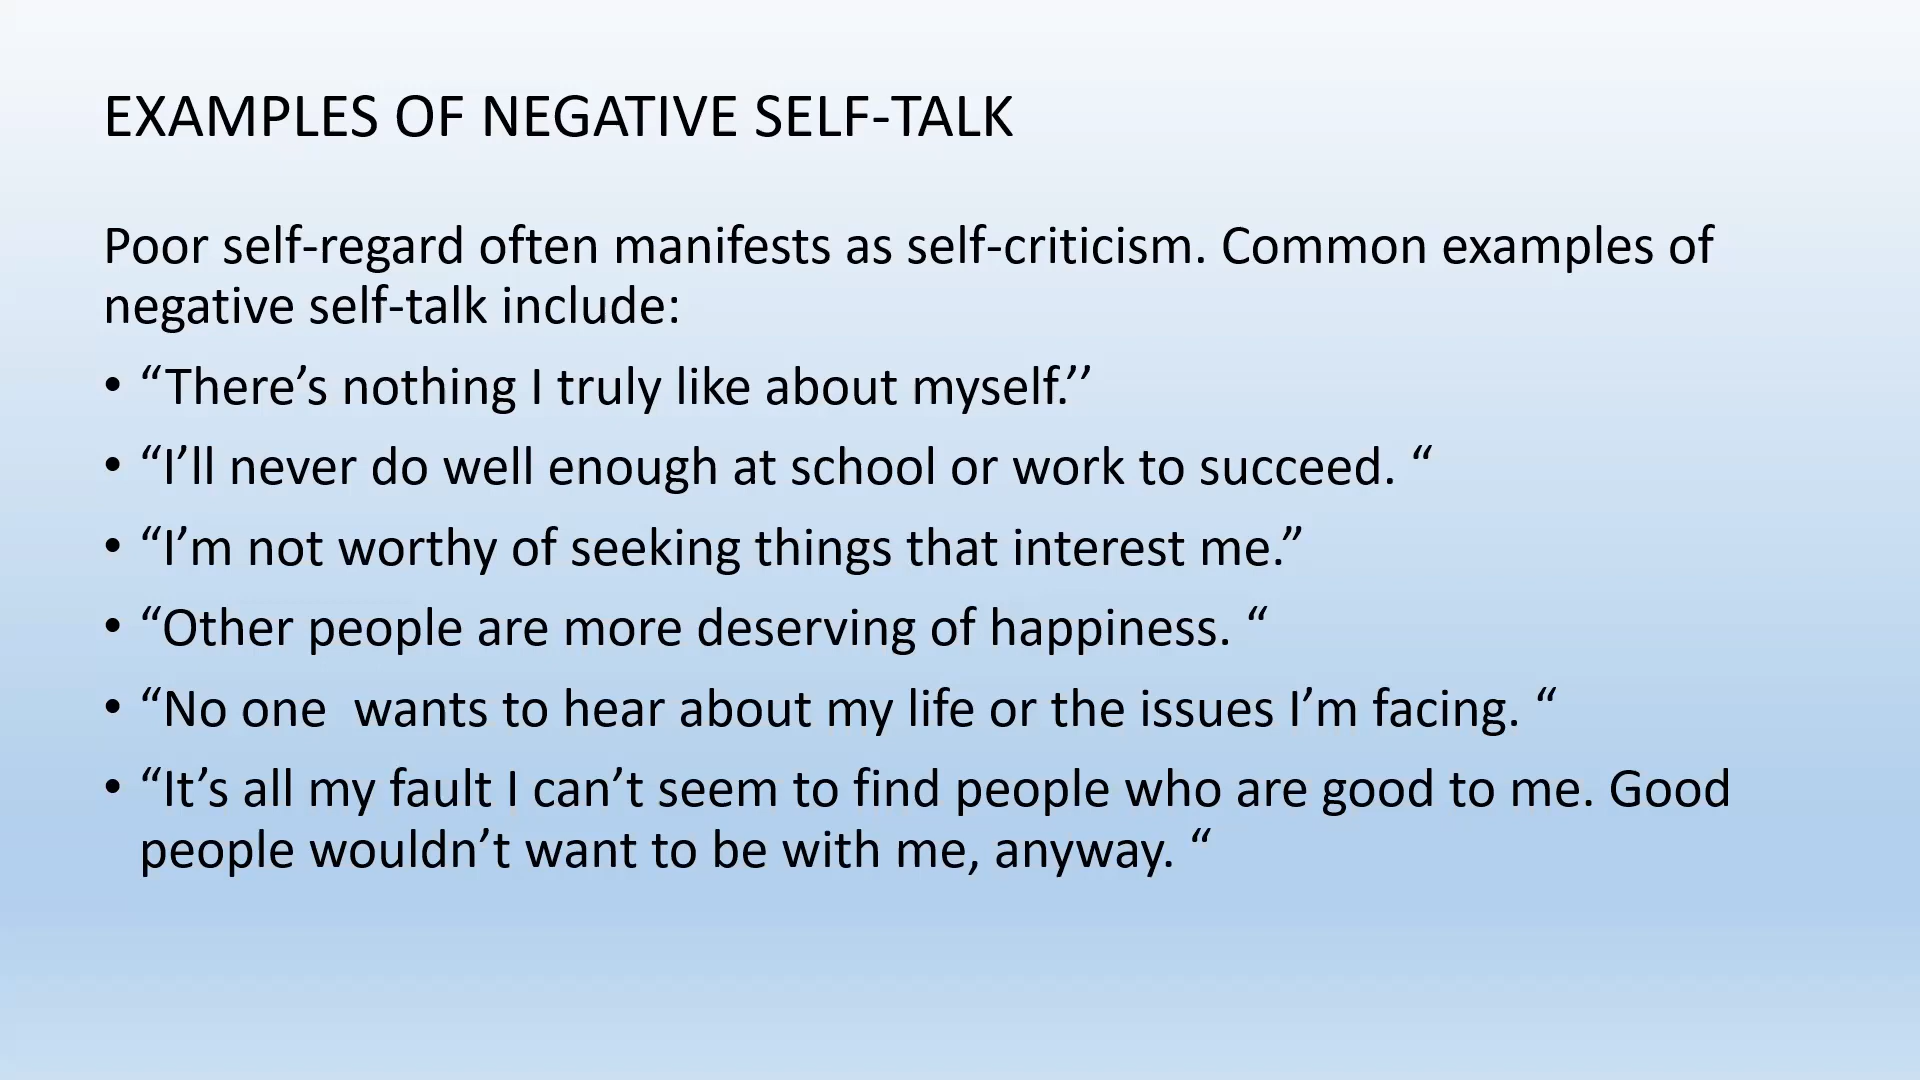 EXAMPLES OF NEGATIVE SELF-TALK
Poor self-regard often manifests as self-criticism. Common examples of
negative self-talk include:
• “There’s nothing I truly like about myself.’’
• “I’ll never do well enough at school or work to succeed. “
• “I’m not worthy of seeking things that interest me.”
• “Other people are more deserving of happiness. “
• “No one  wants to hear about my life or the issues I’m facing. “
• “It’s all my fault I can’t seem to find people who are good to me. Good
people wouldn’t want to be with me, anyway. “